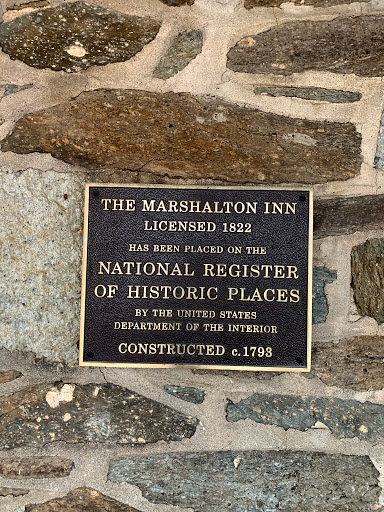 THE MARSHALTON INN
LICENSED 1822
HAS BEEN PLACED ON THE
NATIONAL REGISTER
OF HISTORIC PLACES
BY THE UNITED STATES
DEPARTMENT OF THE INTERIOR
CONSTRUCTED c.1793